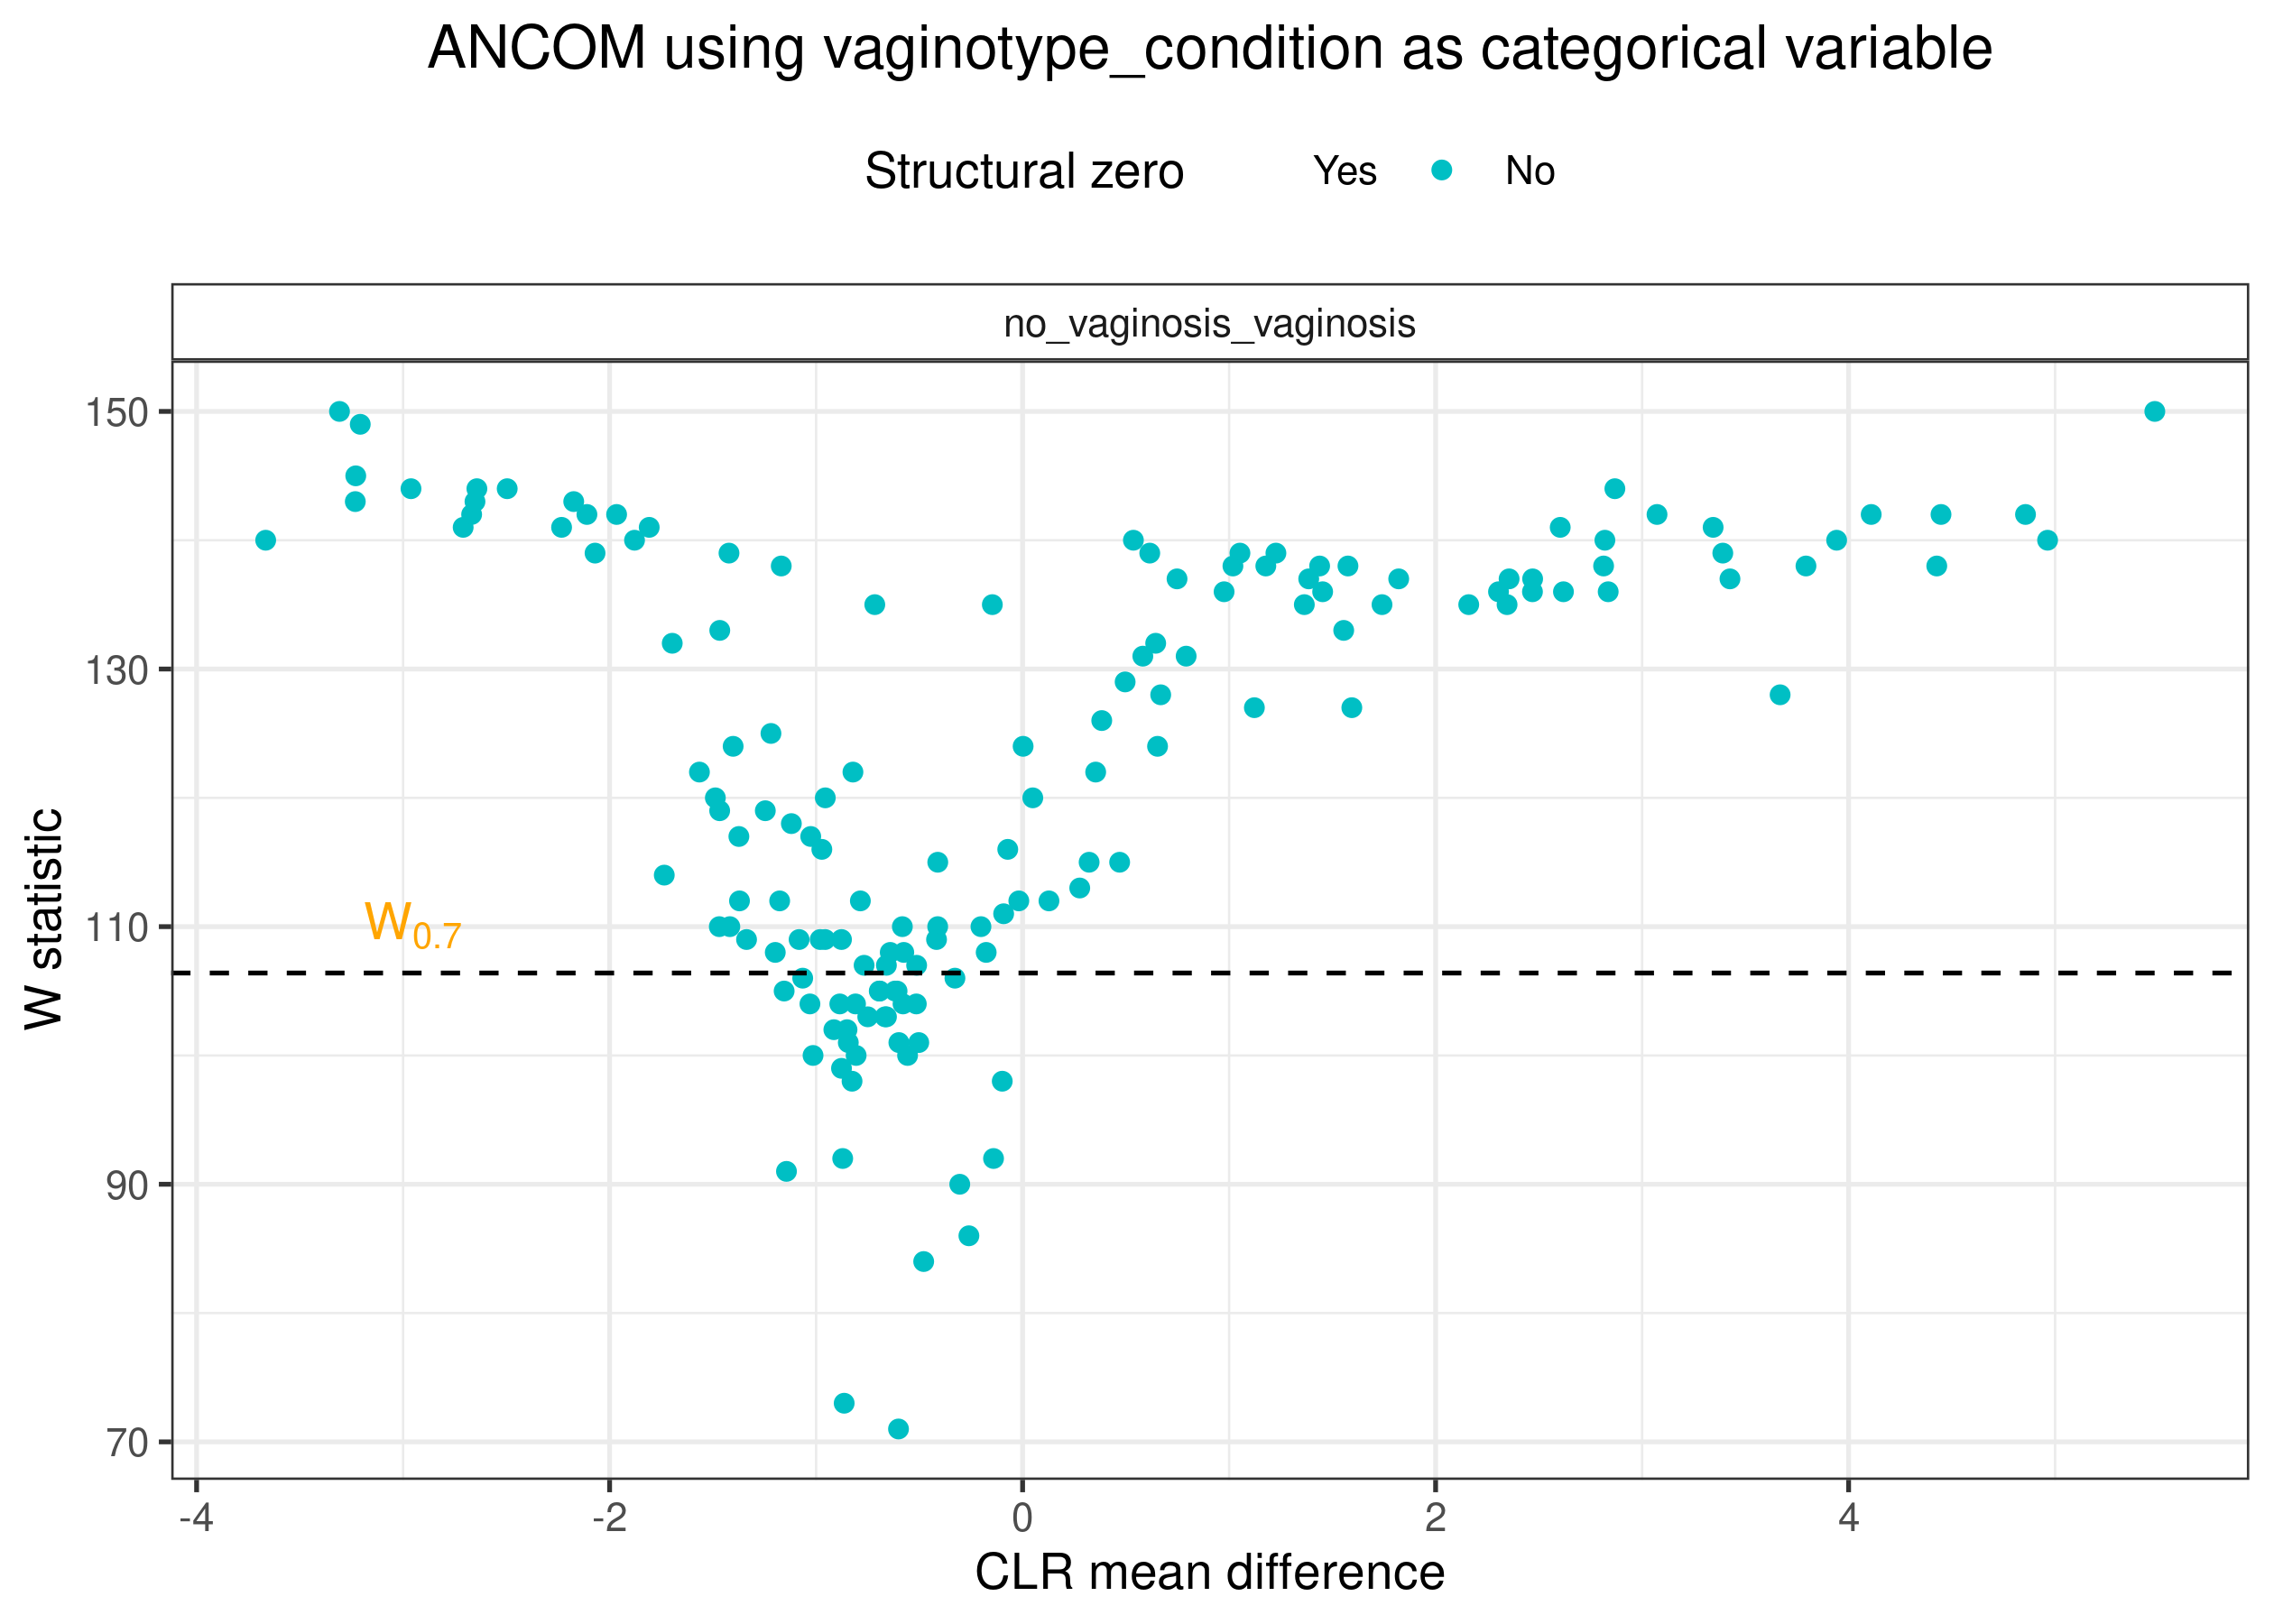 ANCOM using vaginotype_condition as categorical variable
Structural zero Yes No
no_vaginosis_vaginosis
150
130
110
90
70
W statistic
W0.7
-4 -2 0 2 4
CLR mean difference